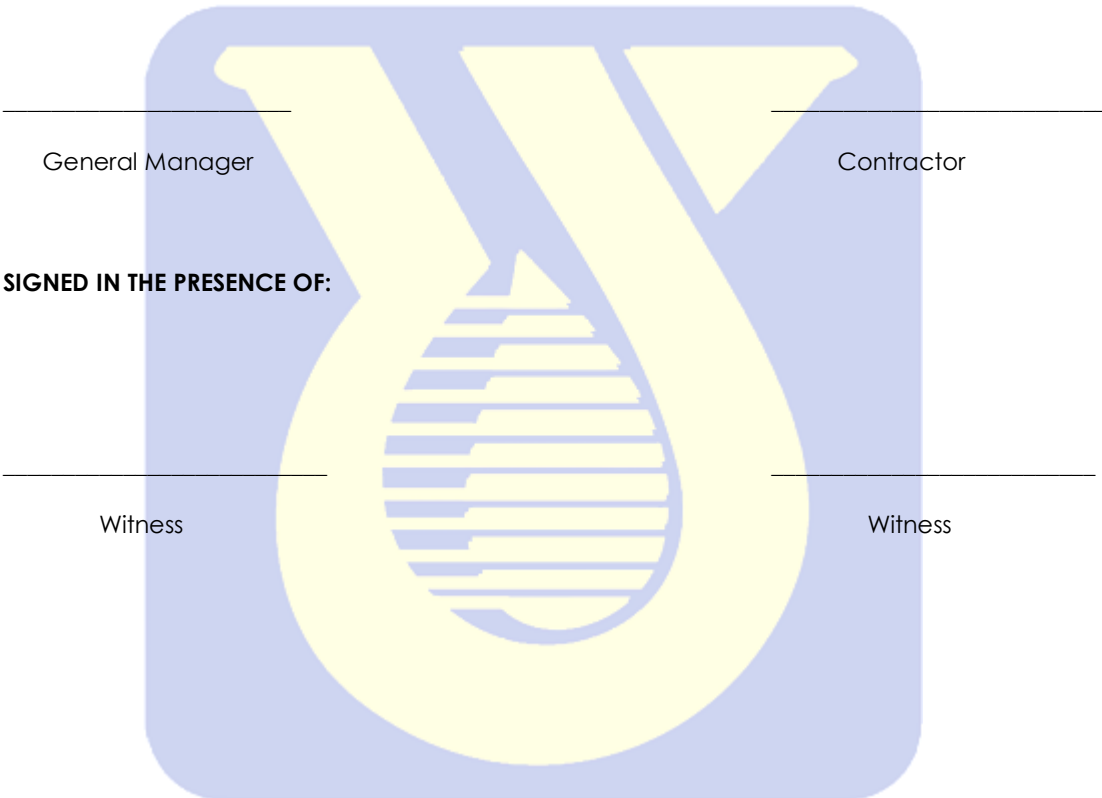 General Manager Contractor
SIGNED IN THE PRESENCE OF:
Witness Witness